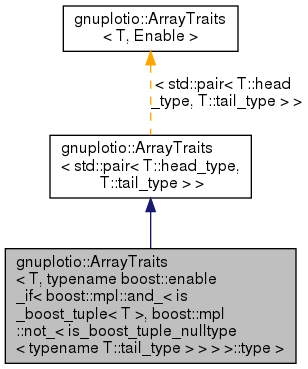 gnuplotio::ArrayTraits
< T, Enable >
< std::pair< T::head
_type, T::tail_type > >
gnuplotio::ArrayTraits
< std::pair< T::head_type,
T::tail_type > >
gnuplotio::ArrayTraits
< T, typename boost::enable
_if< boost::mpl::and_< is
_boost_tuple< T >, boost::mpl
::not_< is_boost_tuple_nulltype
< typename T::tail_type > > > >::type >